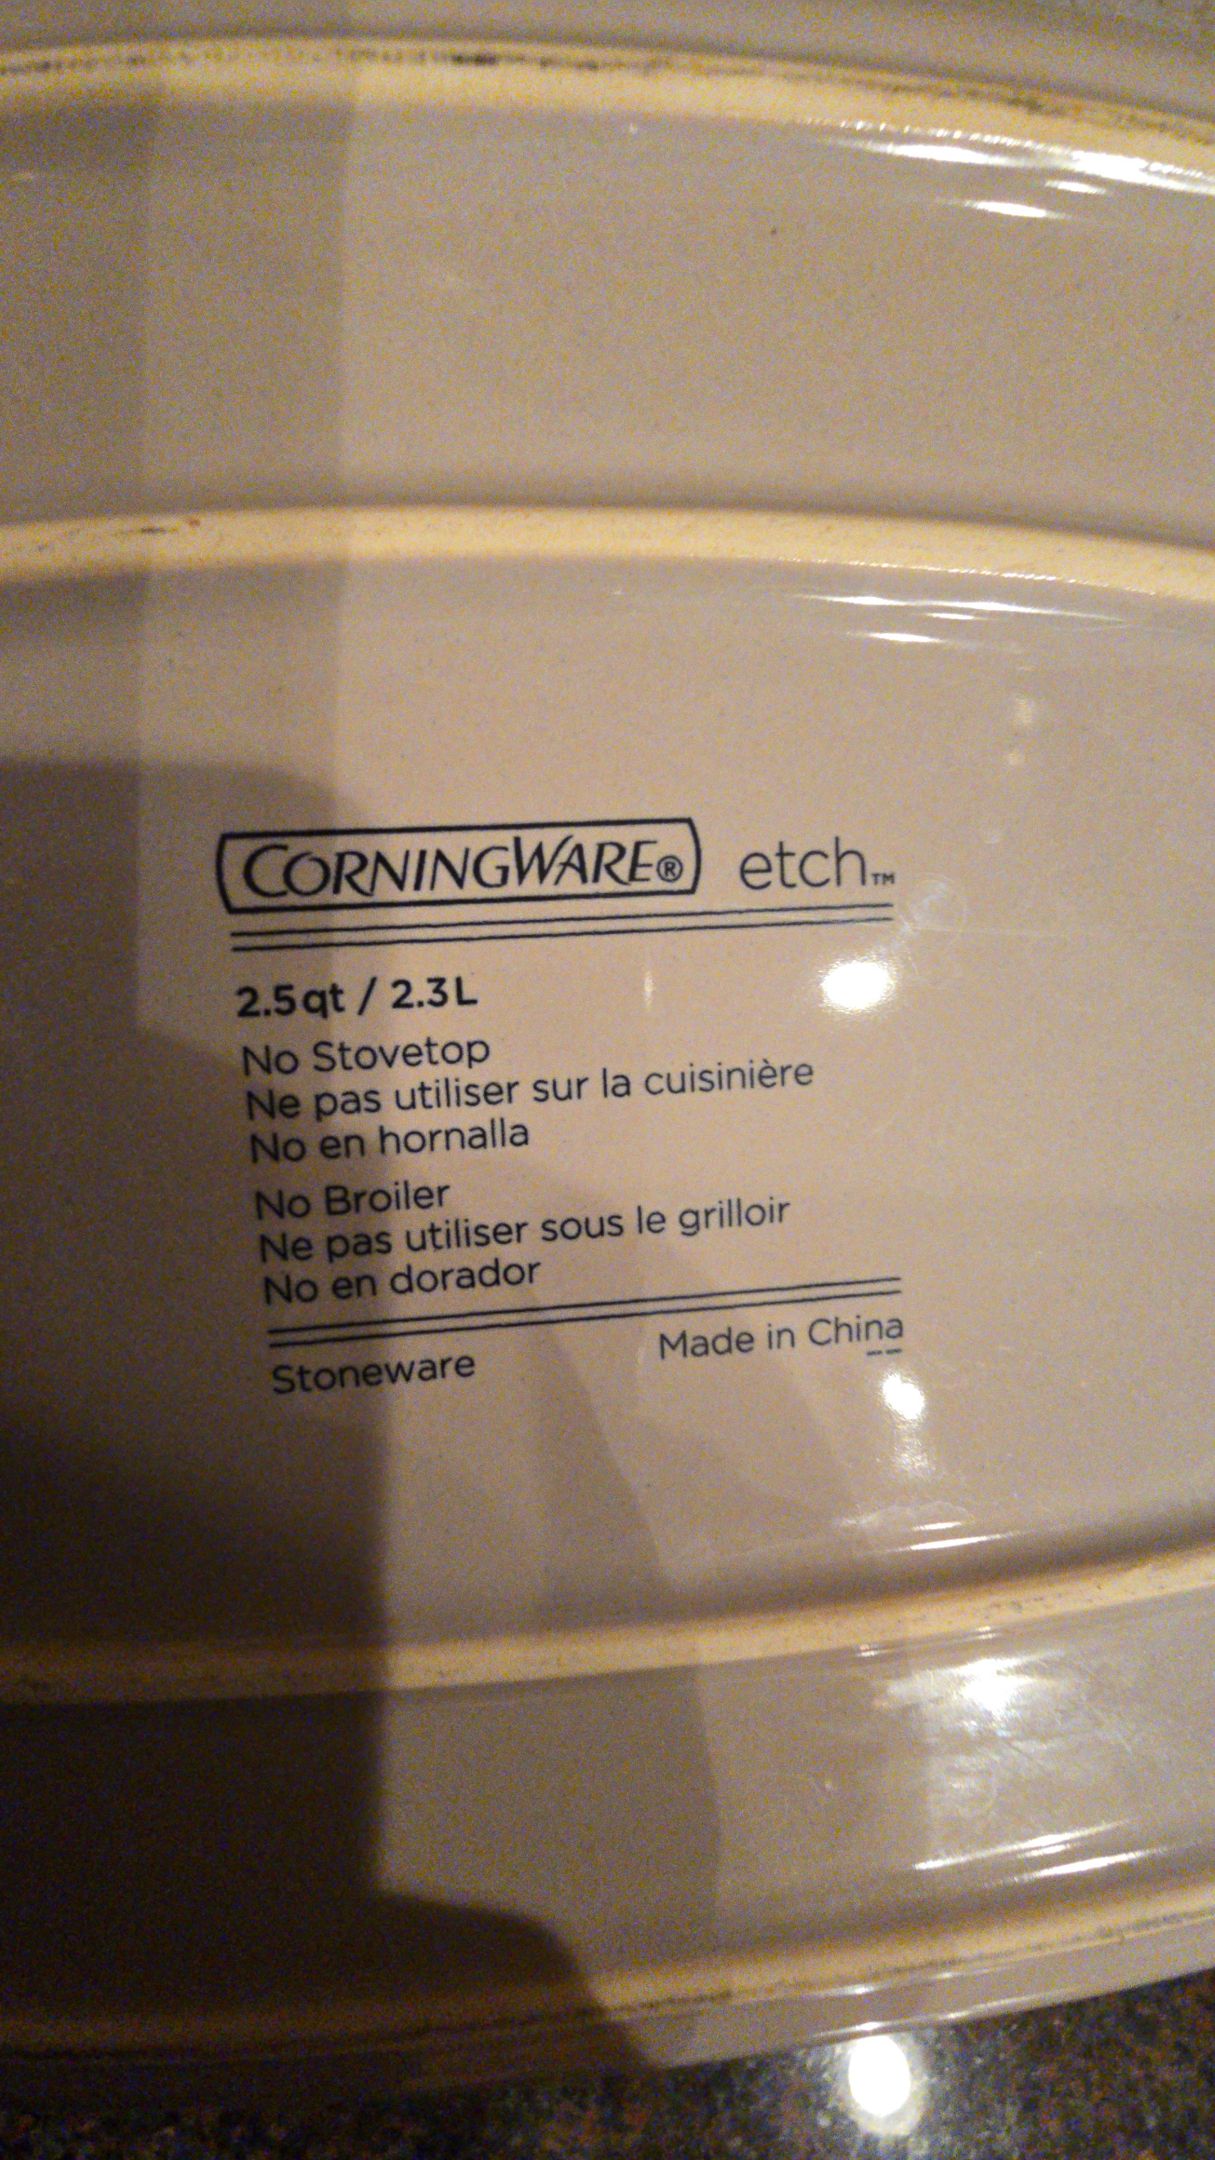 CORNINGWARE® etch™
2.5qt / 2.3L
No Stovetop
Ne pas utiliser sur la cuisinière
No en hornalla
No Broiler
Ne pas utiliser sous le grilloir
No en dorador
Stoneware Made in China